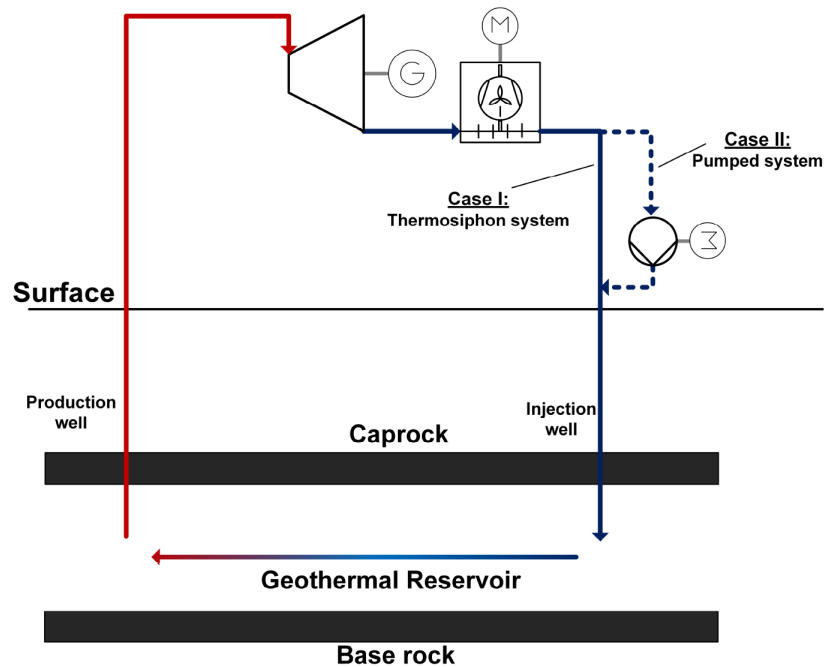 M
G
Case II:
Pumped system
Case I:
Thermosiphon system
M
Surface
Production
well
Injection
well
Caprock
Geothermal Reservoir
Base rock